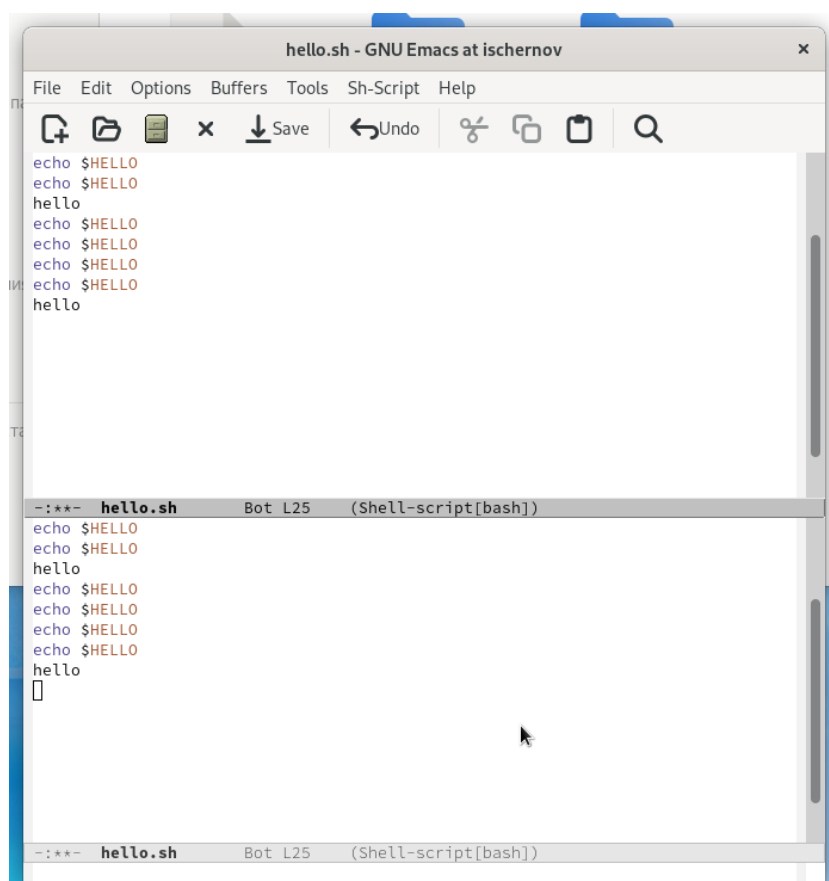 hello.sh - GNU Emacs at ischernov
File Edit Options Buffers Tools Sh-Script Help
Save Undo
echo $HELLO
echo $HELLO
hello
echo $HELLO
echo $HELLO
echo $HELLO
echo $HELLO
hello
-:**- hello.sh Bot L25 (Shell-script[bash])
echo $HELLO
echo $HELLO
hello
echo $HELLO
echo $HELLO
echo $HELLO
echo $HELLO
hello
-:**- hello.sh Bot L25 (Shell-script[bash])